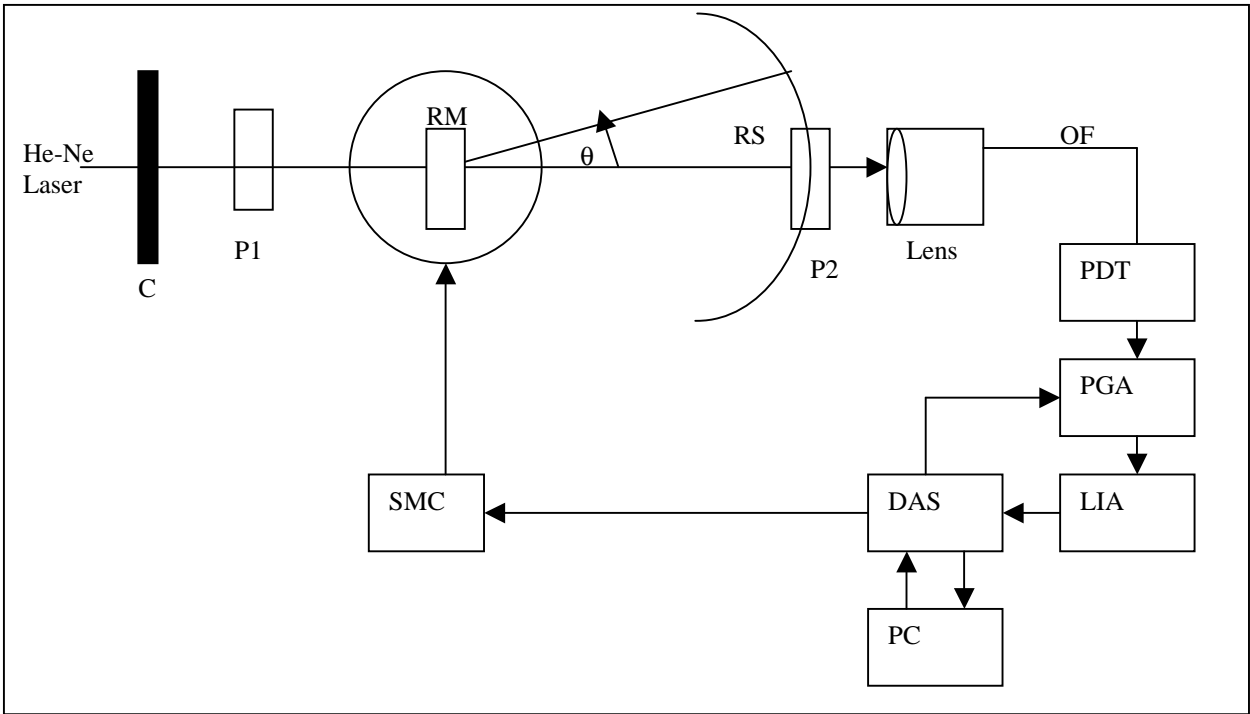 RM
RS
OF
He-Ne
Laser
θ
P1
Lens
P2
PDT
C
PGA
SMC
DAS
LIA
PC